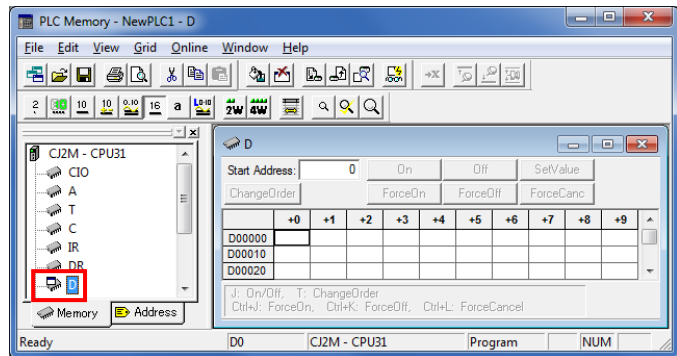 PLC Memory - NewPLC1 - D
File Edit View Grid Online Window Help
2 10 10 0.10 16 a 2W 4W
CJ2M - CPU31
CIO
A
T
C
IR
DR
D
Memory Address
D
Start Address: 0 On Off SetValue
ChangeOrder ForceOn ForceOff ForceCanc
+0 +1 +2 +3 +4 +5 +6 +7 +8 +9
D00000
D00010
D00020
J: On/Off, T: ChangeOrder
Ctrl+J: ForceOn, Ctrl+K: ForceOff, Ctrl+L: ForceCancel
Ready D0 CJ2M - CPU31 Program NUM